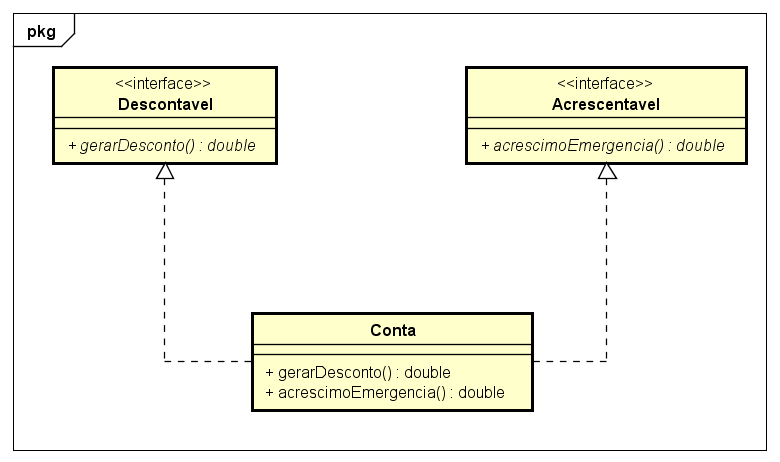 pkg
<<interface>>
Descontavel
+ gerarDesconto() : double
<<interface>>
Acrescentavel
+ acrescimoEmergencia() : double
Conta
+ gerarDesconto() : double
+ acrescimoEmergencia() : double